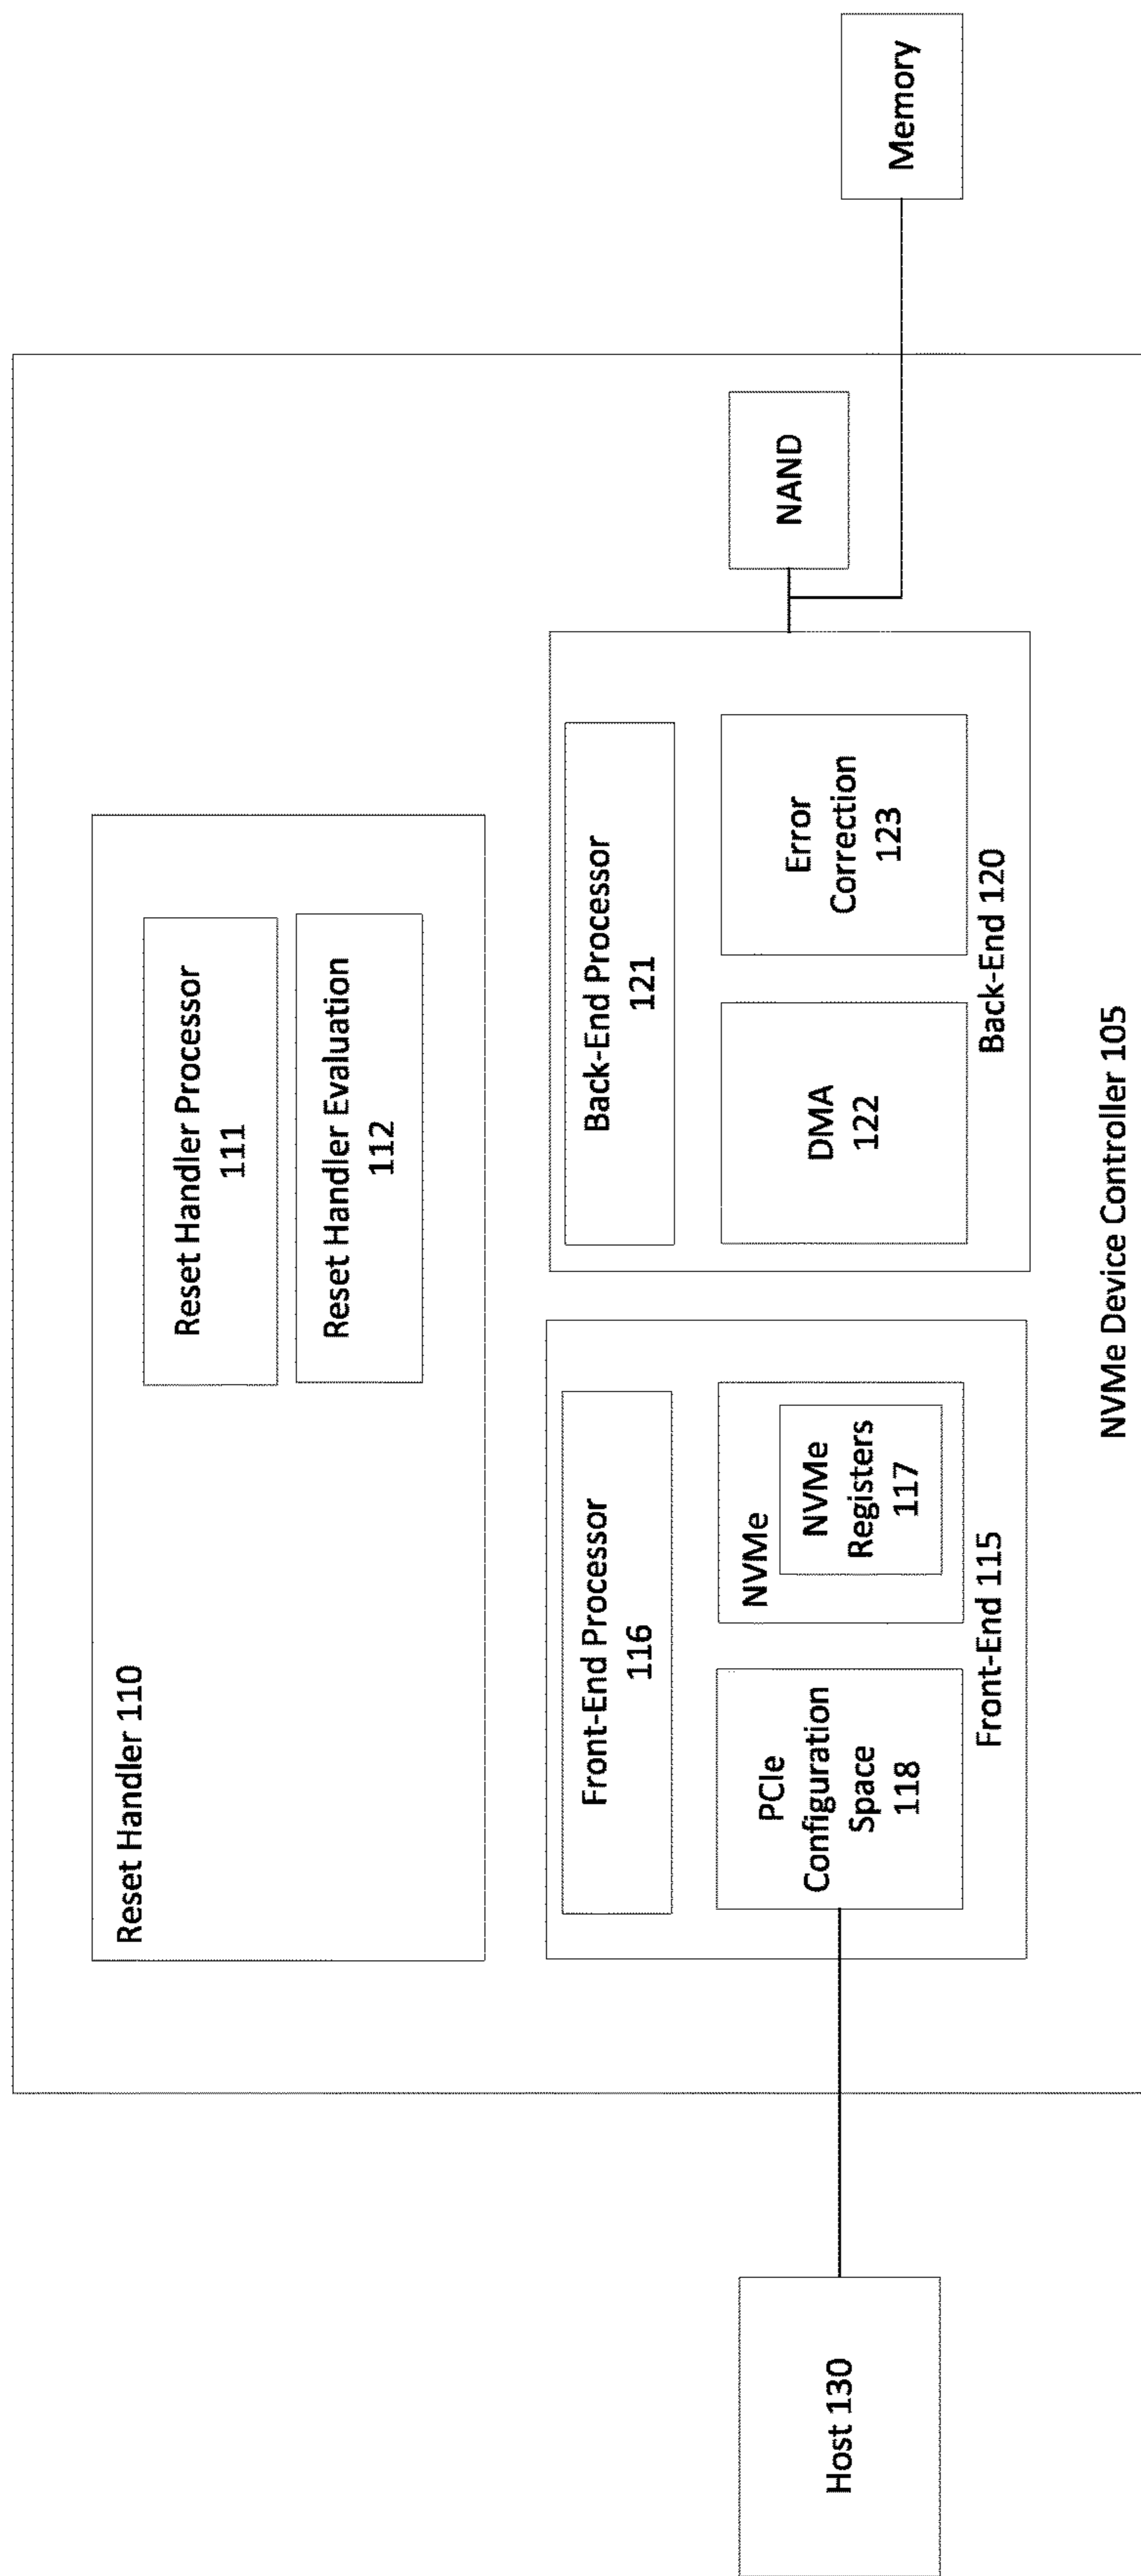 Reset Handler 110
Reset Handler Processor
111
Reset Handler Evaluation
112
Host 130
Front-End Processor
116
PCIe
Configuration
Space
118
NVMe
NVMe
Registers
117
Front-End 115
Back-End Processor
121
DMA
122
Error
Correction
123
Back-End 120
NAND
Memory
NVMe Device Controller 105